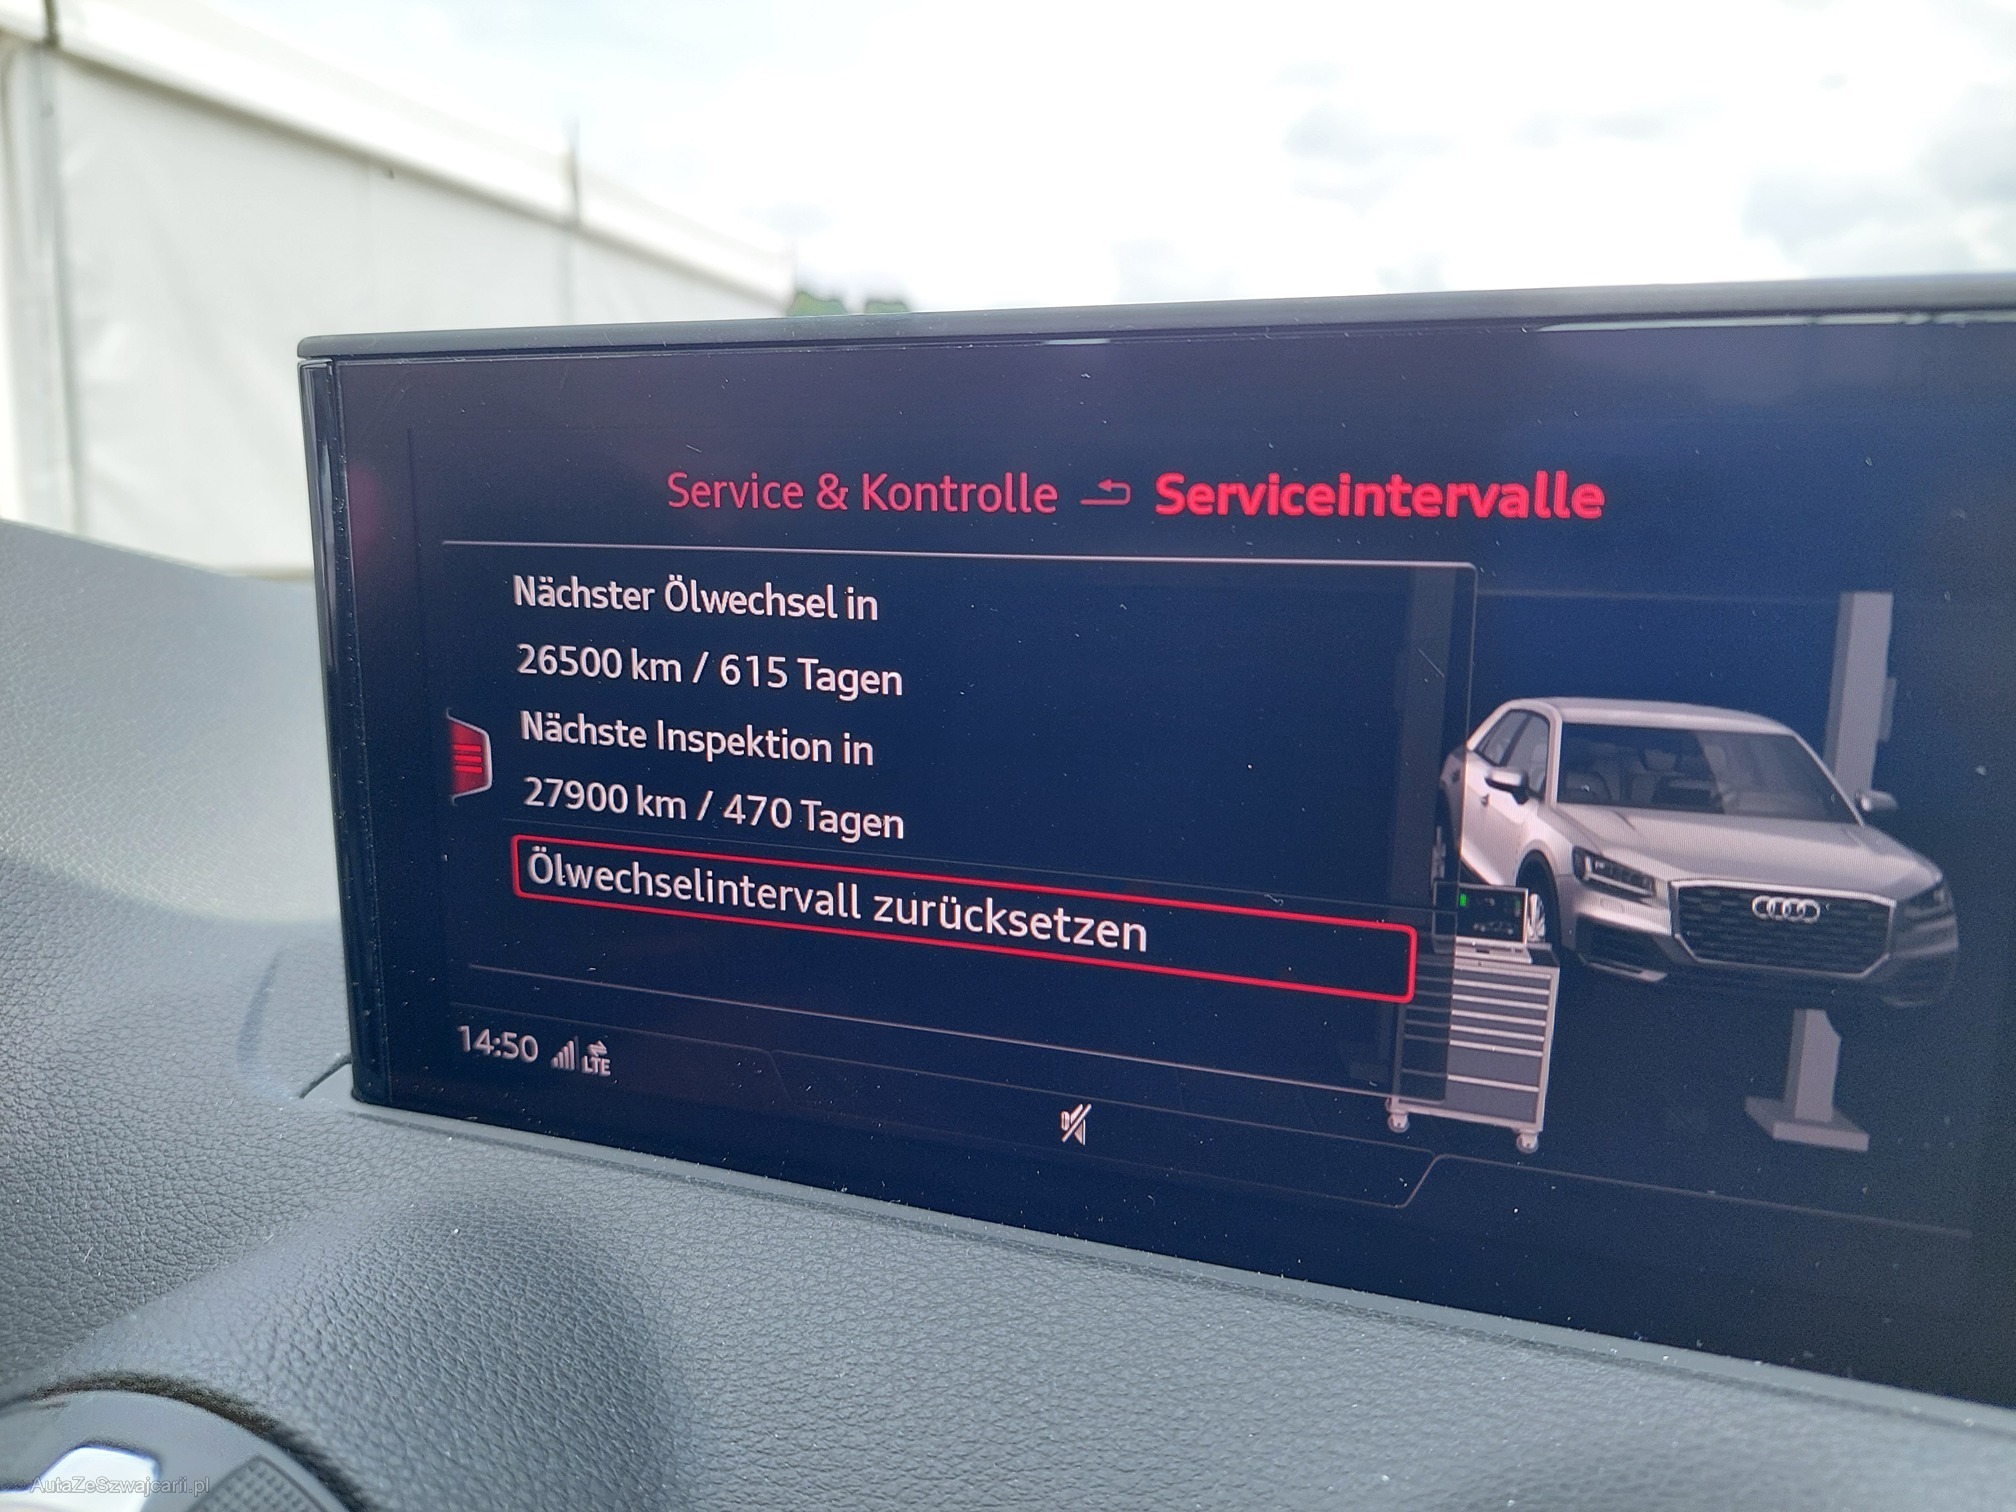 Service & Kontrolle Serviceintervalle
Nächster Ölwechsel in
26500 km / 615 Tagen
Nächste Inspektion in
27900 km / 470 Tagen
Ölwechselintervall zurücksetzen
14:50 LTE
AutaZeSzwajcarii.pl